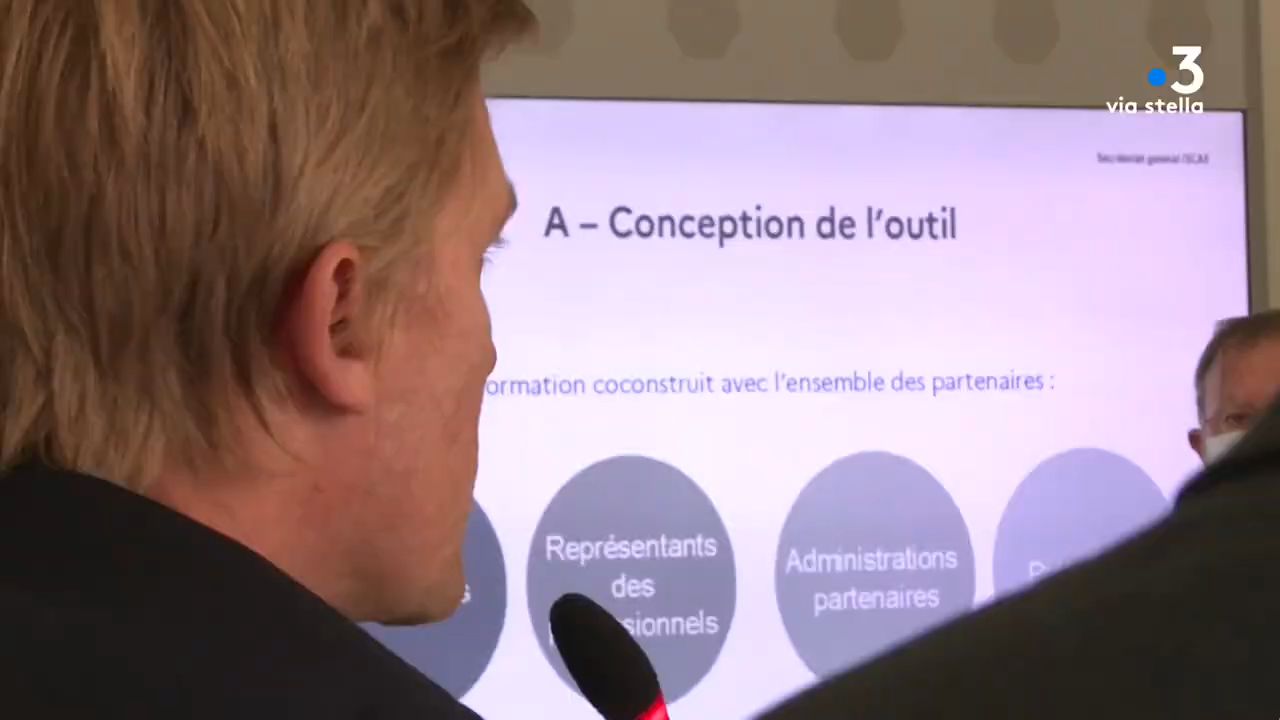 3
via stella
A – Conception de l'outil
ormation coconstruit avec l'ensemble des partenaires :
Représentants
des
sionnels
Administrations
partenaires